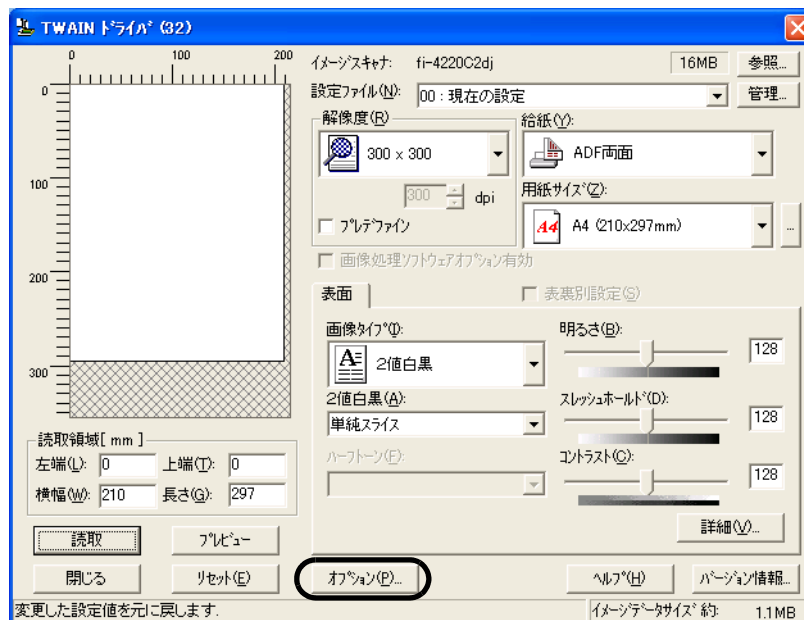 TWAIN ﾄﾞﾗｲﾊﾞ (32)
0 100 200
0
100
200
300
イメージスキャナ: fi-4220C2dj 16MB 参照...
設定ファイル(N): 00 : 現在の設定 管理...
解像度(R)
300 × 300
300 dpi
プレデファイン
給紙(Y):
ADF両面
用紙サイズ(Z):
A4 A4 (210x297mm) ...
画像処理ソフトウェアオプション有効
表面
表裏別設定(S)
画像タイプ(I):
A 2値白黒
2値白黒(A):
単純スライス
ハーフトーン(F):
明るさ(B):
128
スレッシュホールド(D):
128
コントラスト(C):
128
詳細(V)...
読取領域[ mm ]
左端(L): 0 上端(T): 0
横幅(W): 210 長さ(G): 297
読取 プレビュー
閉じる リセット(E) オプション(P)... ヘルプ(H) バージョン情報...
変更した設定値を元に戻します. イメージデータサイズ 約: 1.1MB